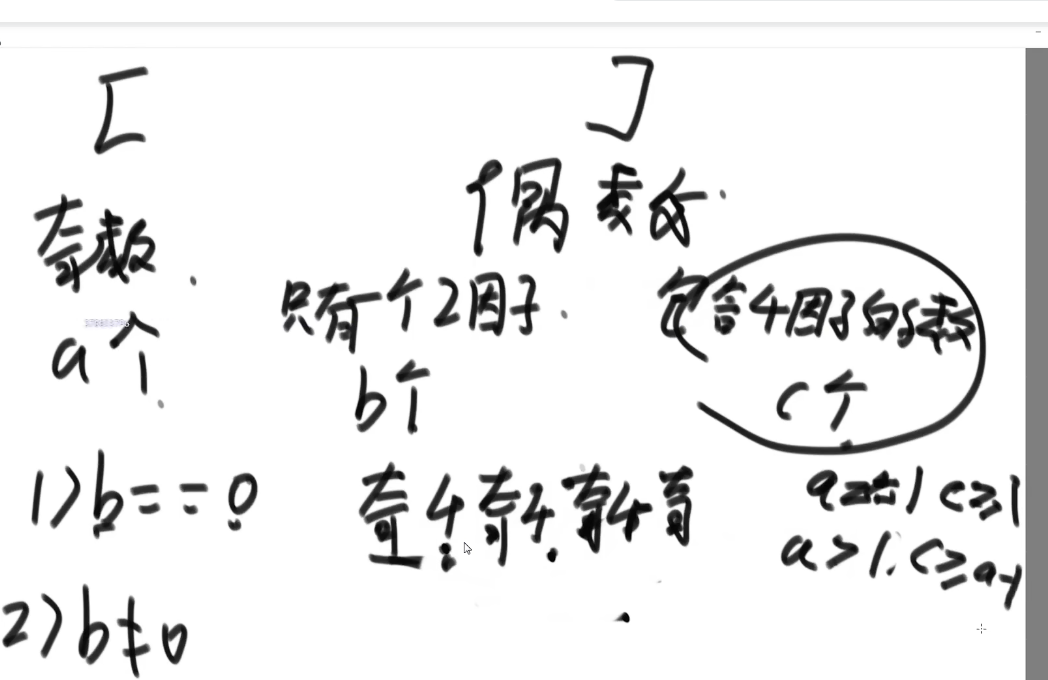 [ ]
奇数. 偶数.
只有一个2因子. 包含4因子的数
a个. b个 c个
1>b==0 奇4奇4奇4奇 a==1 c≥1
a>1. c≥a-1
2>b≠0